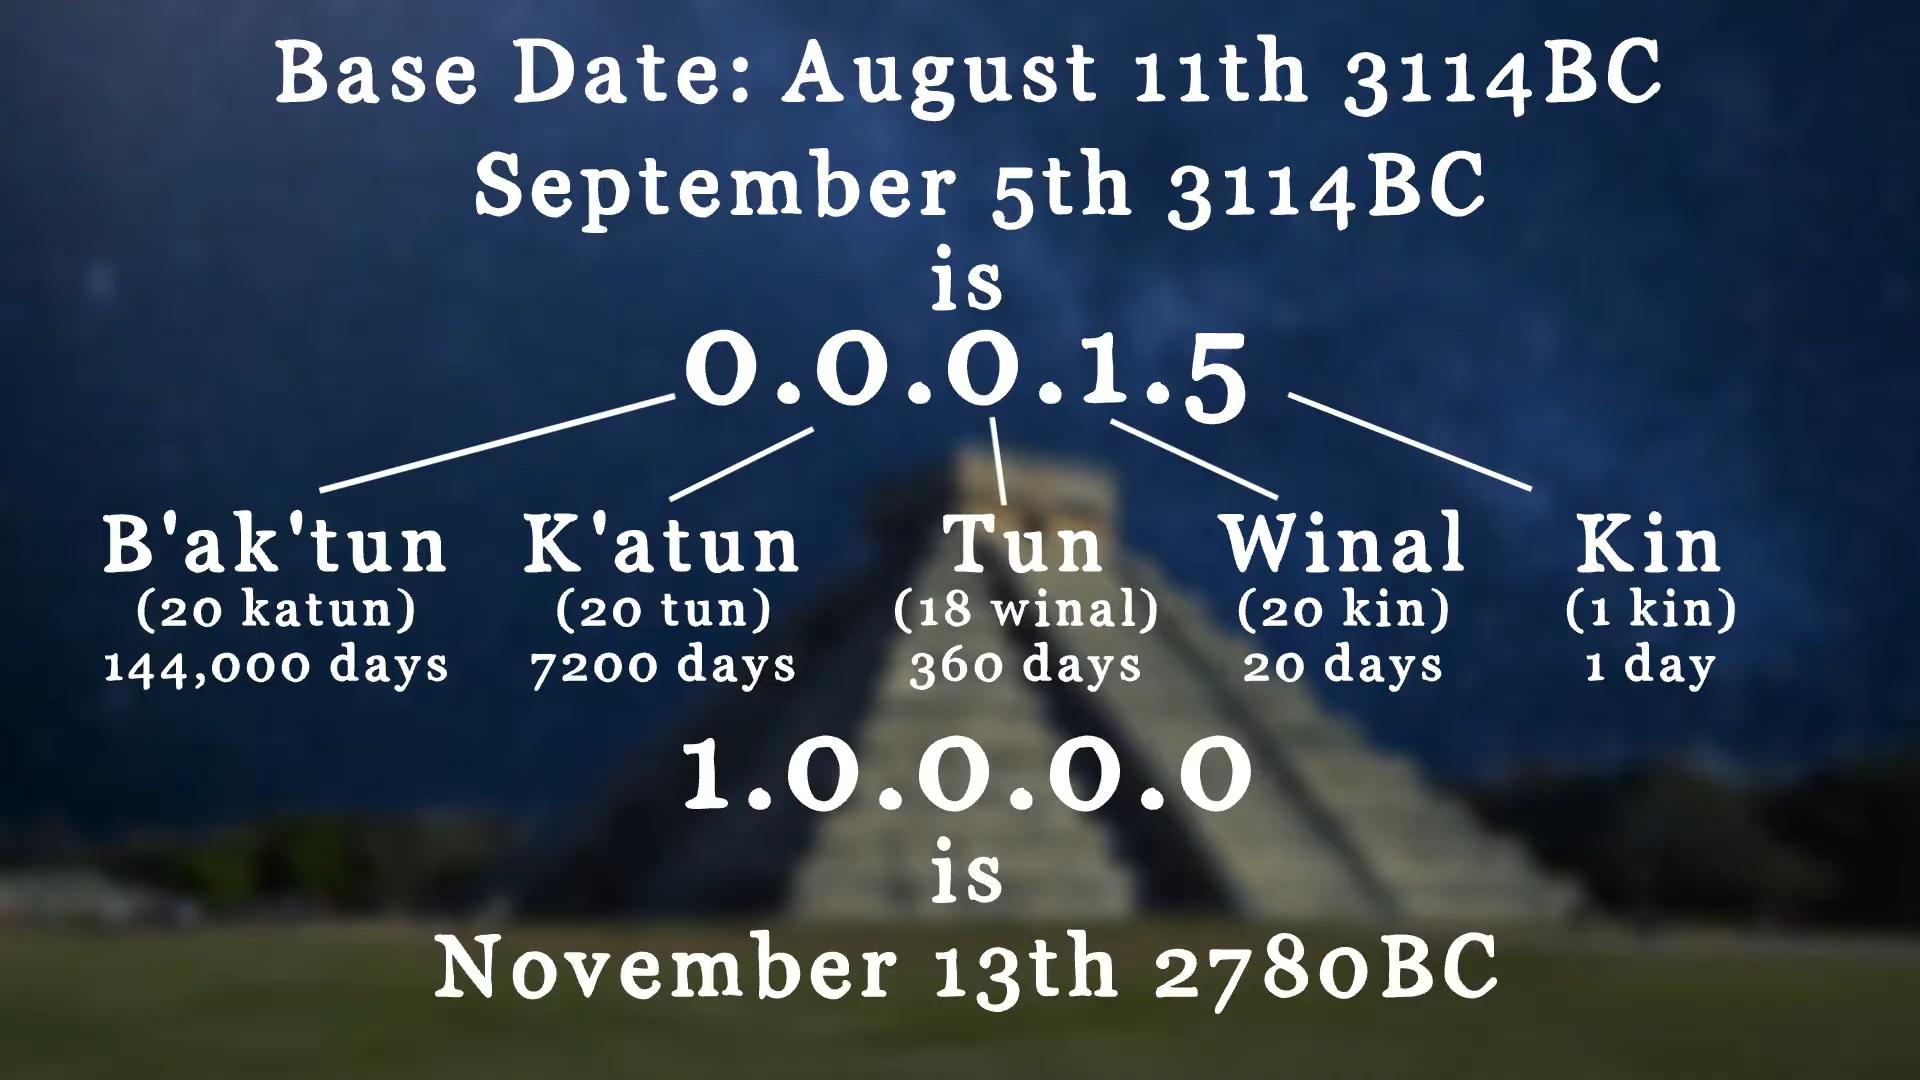 Base Date: August 11th 3114BC
September 5th 3114BC
is
0.0.0.1.5
B'ak'tun K'atun Tun Winal Kin
(20 katun) (20 tun) (18 winal) (20 kin) (1 kin)
144,000 days 7200 days 360 days 20 days 1 day
1.0.0.0.0
is
November 13th 2780BC